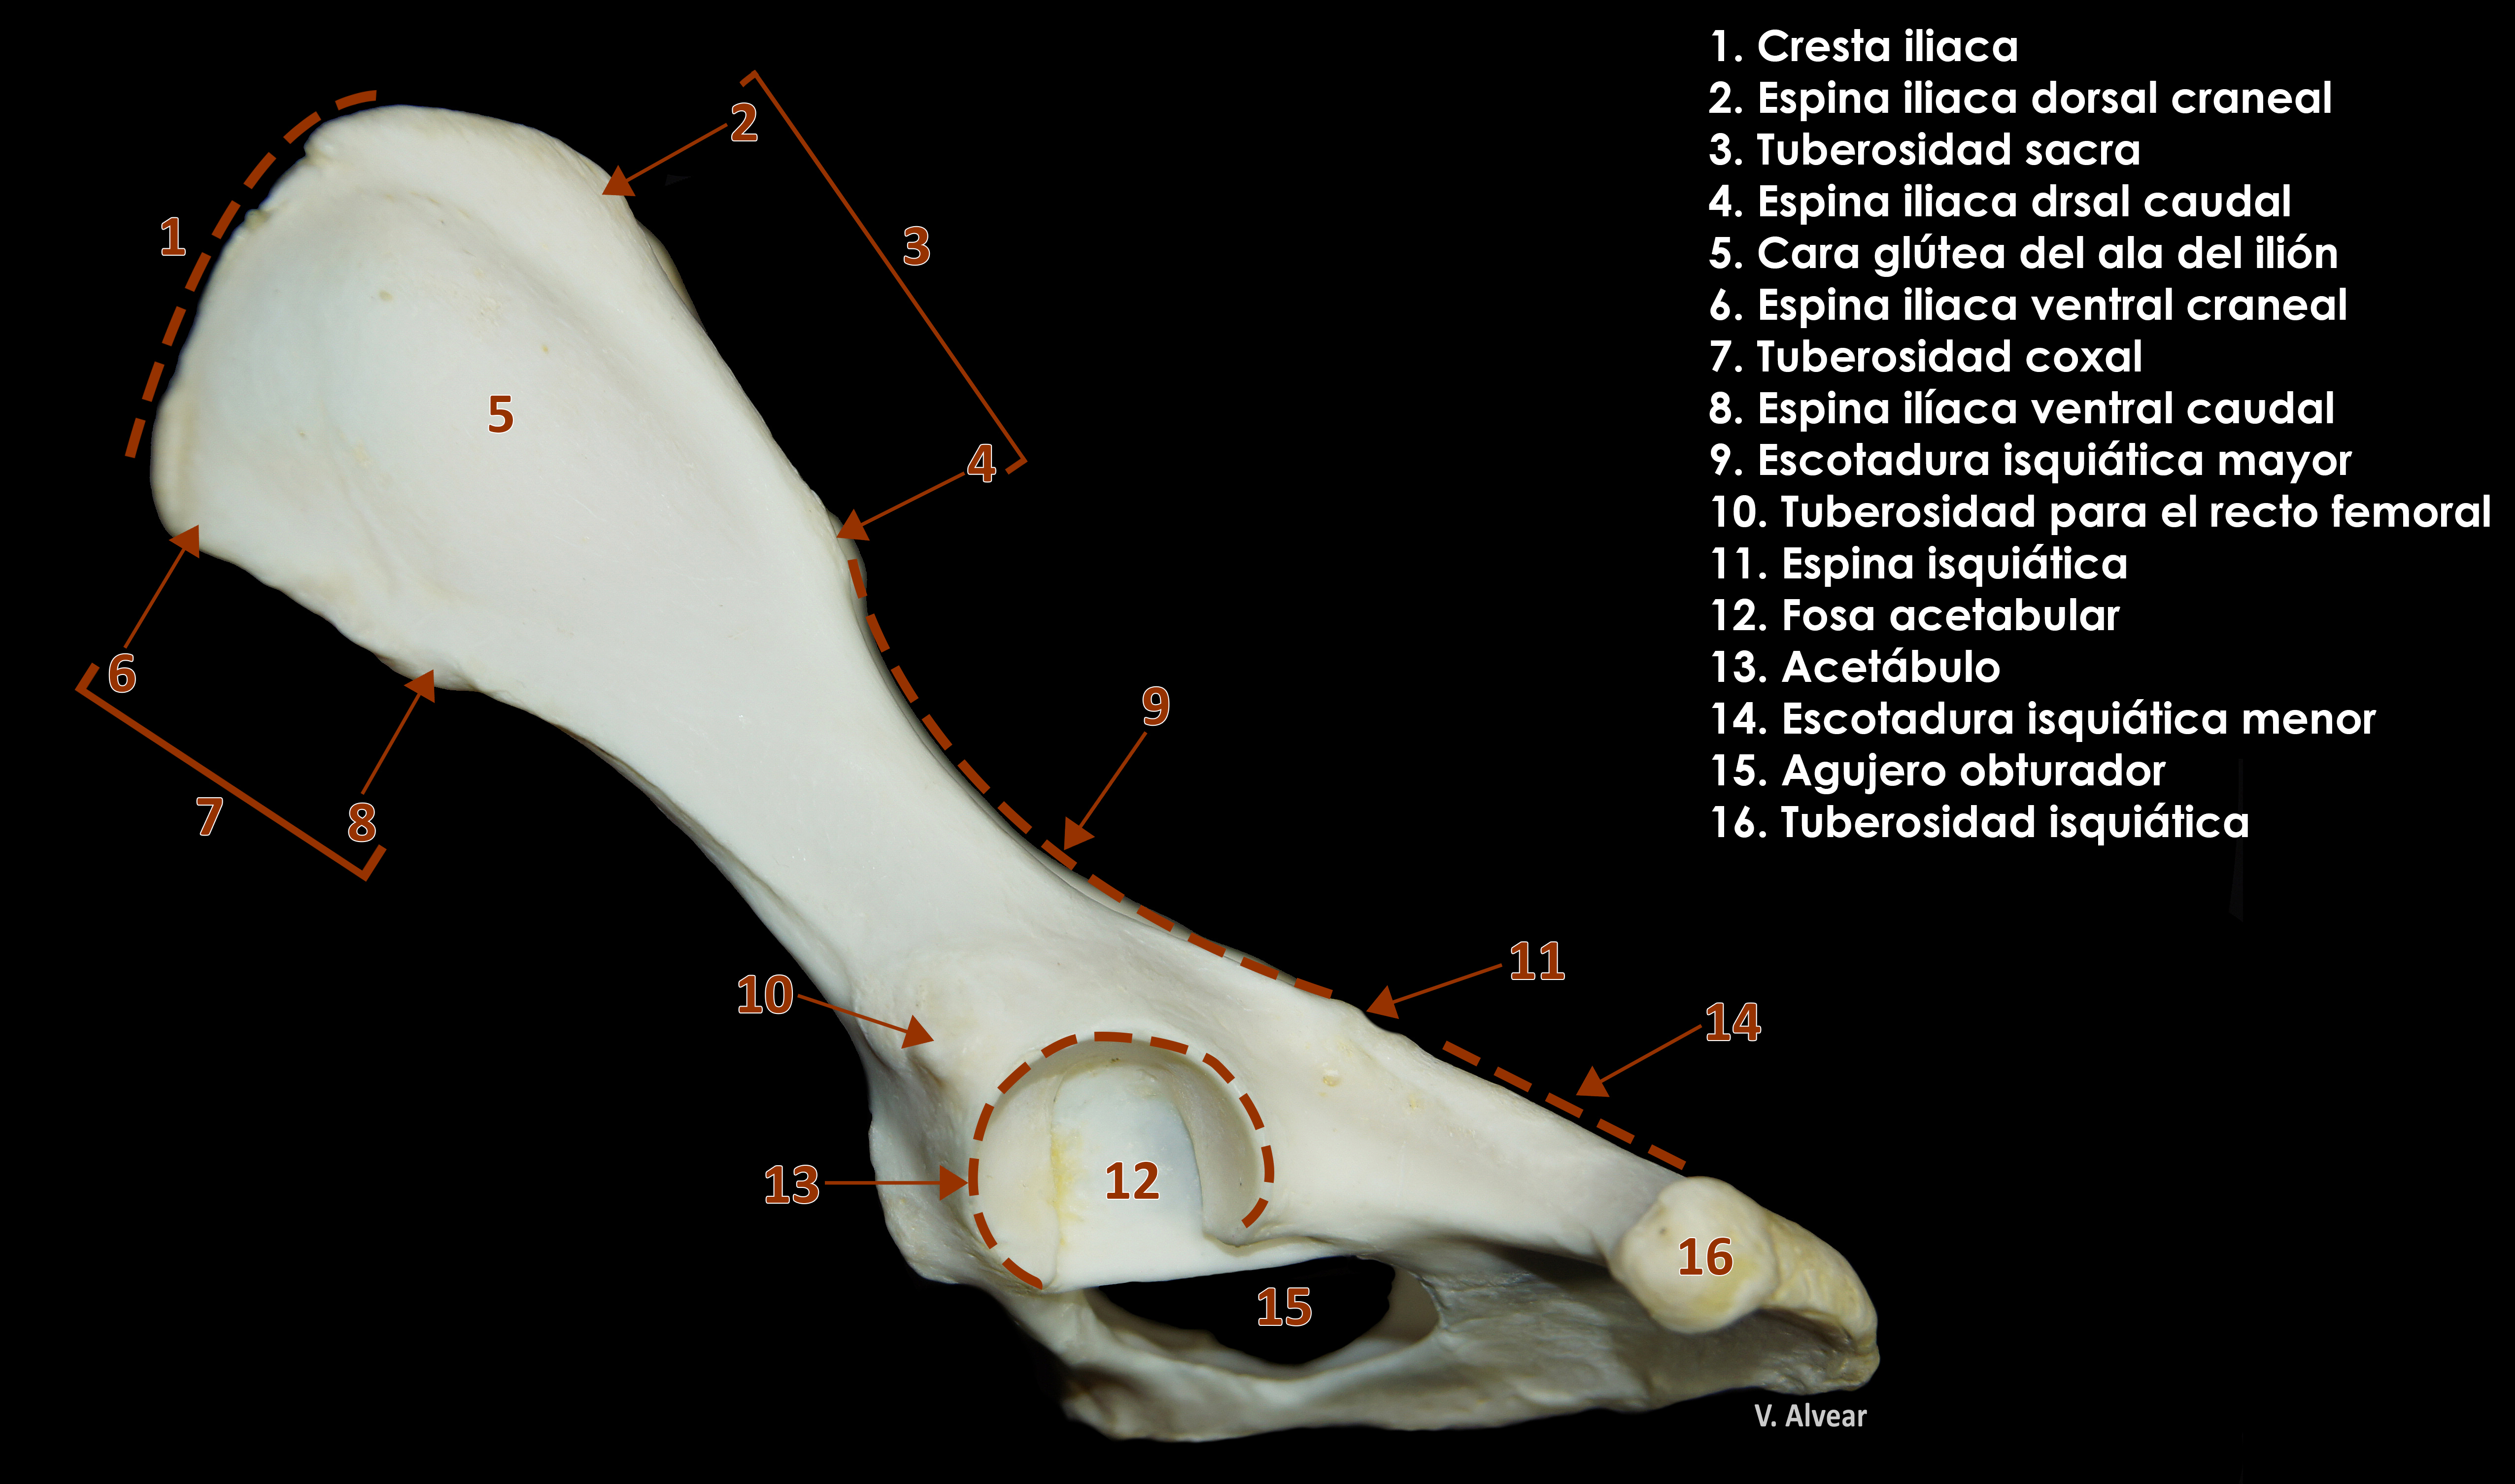 1. Cresta iliaca
2. Espina iliaca dorsal craneal
3. Tuberosidad sacra
4. Espina iliaca drsal caudal
5. Cara glútea del ala del ilión
6. Espina iliaca ventral craneal
7. Tuberosidad coxal
8. Espina ilíaca ventral caudal
9. Escotadura isquiática mayor
10. Tuberosidad para el recto femoral
11. Espina isquiática
12. Fosa acetabular
13. Acetábulo
14. Escotadura isquiática menor
15. Agujero obturador
16. Tuberosidad isquiática
2
1
3
5
4
6
9
7
8
11
10
14
13
12
16
15
V. Alvear